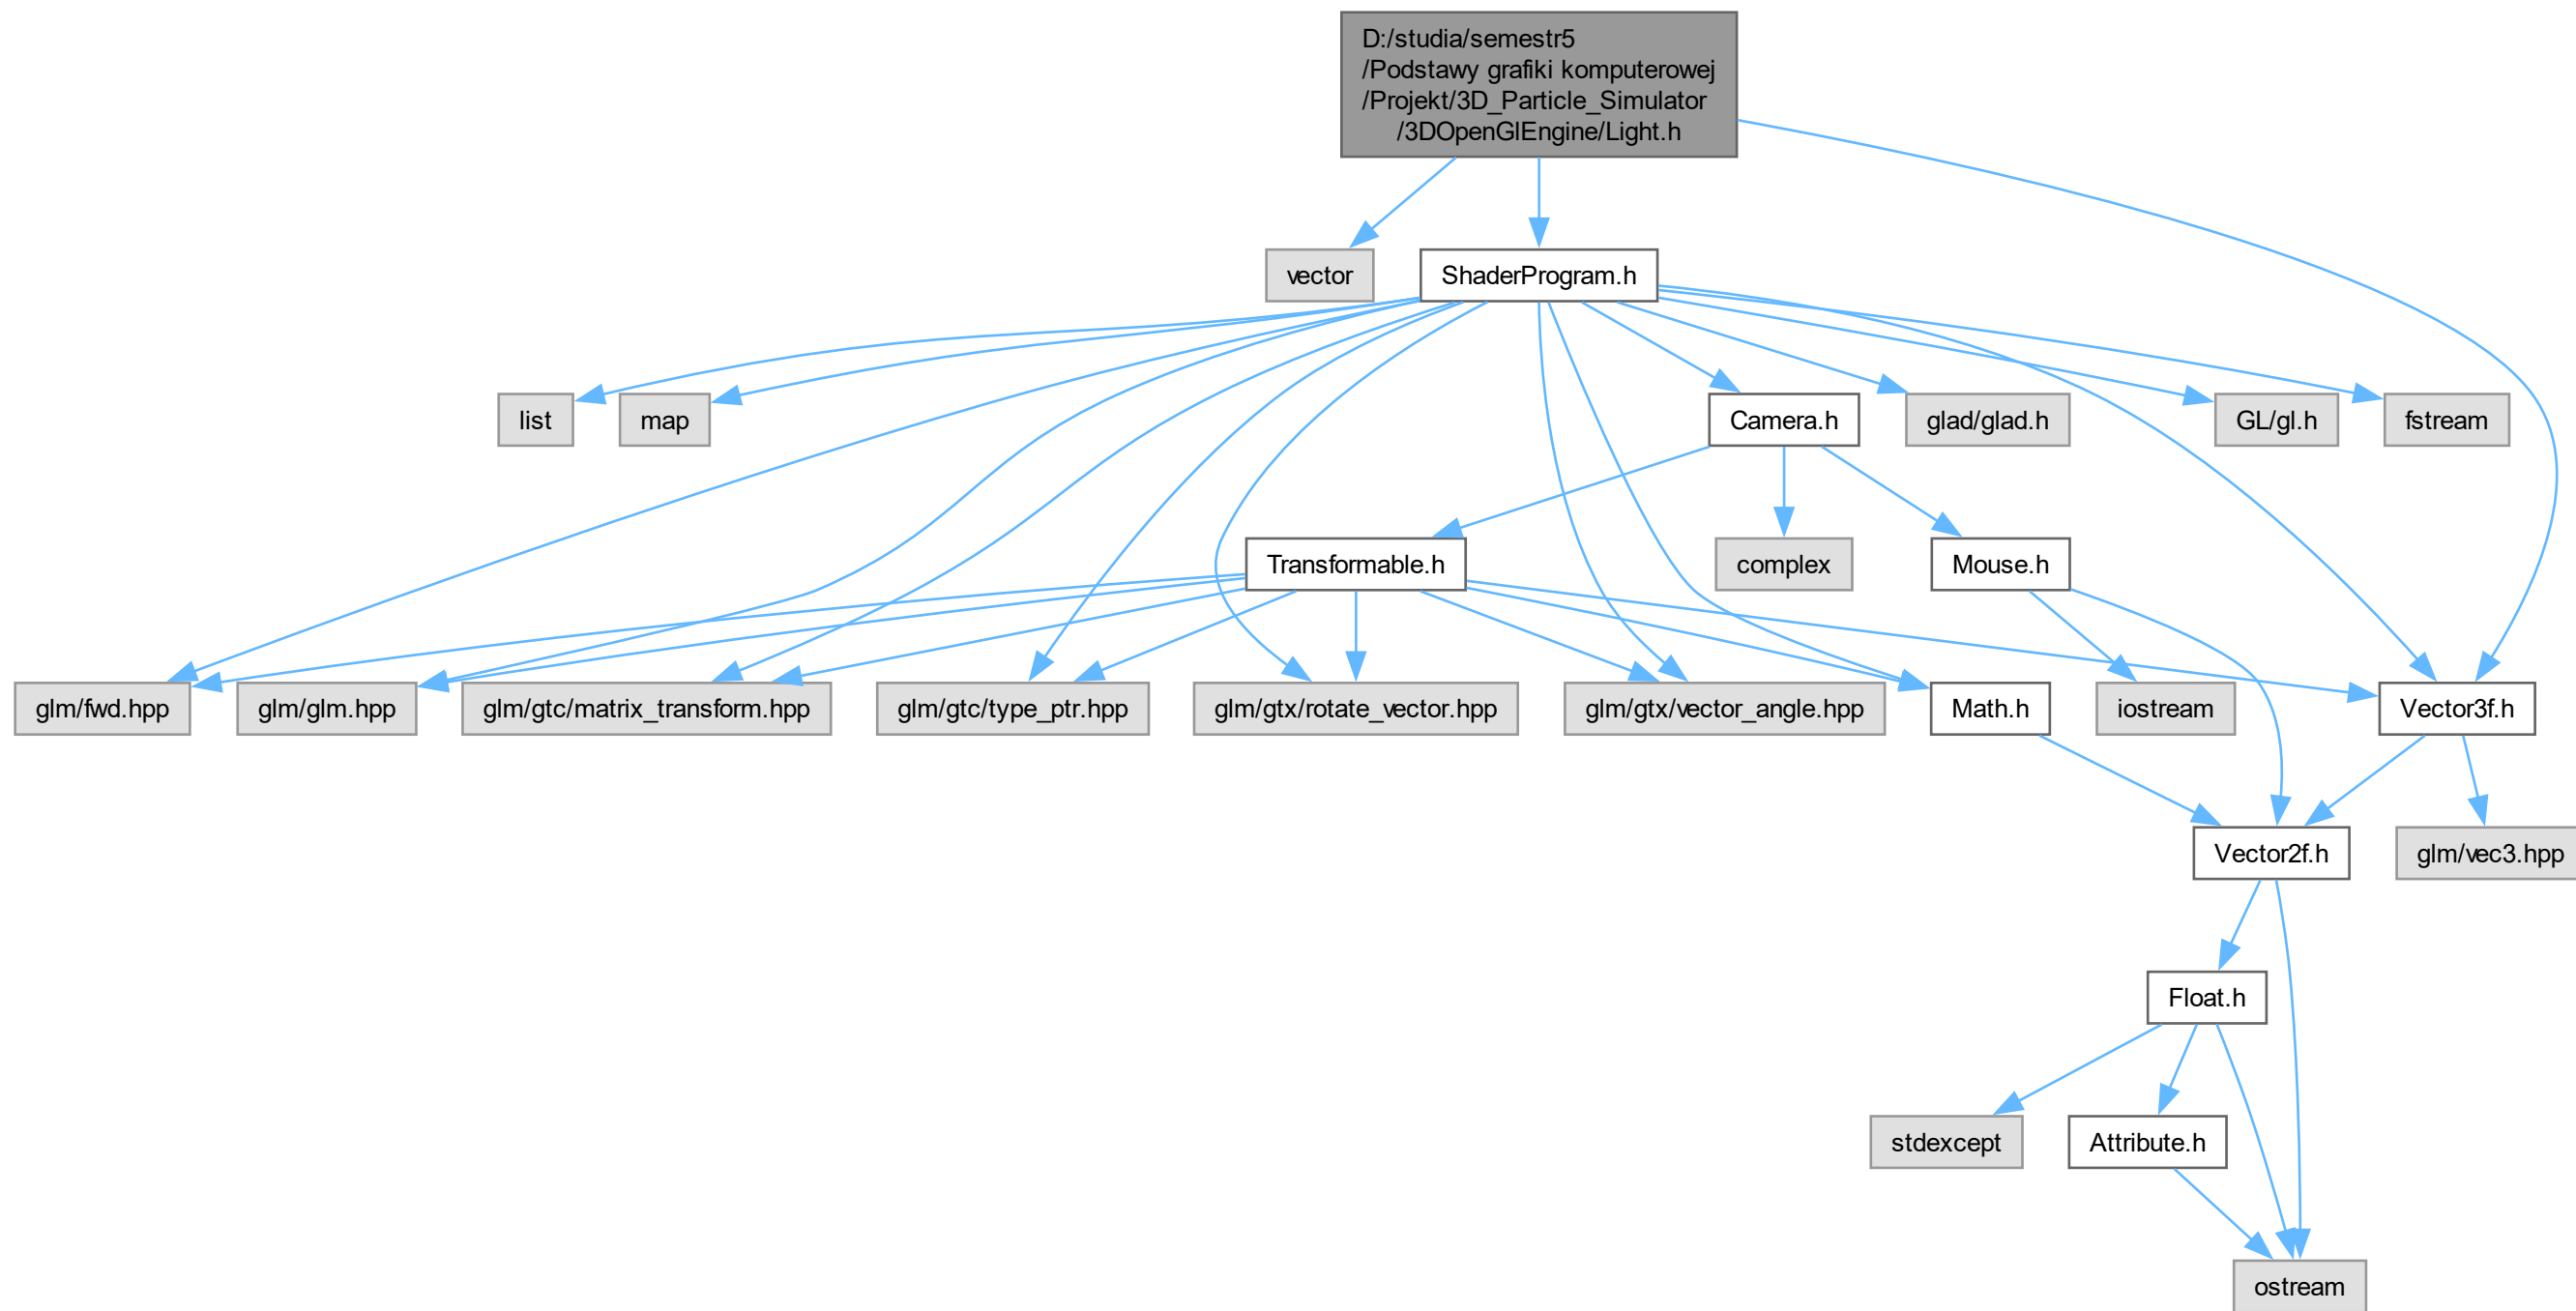 D:/studia/semestr5
/Podstawy grafiki komputerowej
/Projekt/3D_Particle_Simulator
/3DOpenGlEngine/Light.h
vector
ShaderProgram.h
list
map
Camera.h
glad/glad.h
GL/gl.h
fstream
Transformable.h
complex
Mouse.h
glm/fwd.hpp
glm/glm.hpp
glm/gtc/matrix_transform.hpp
glm/gtc/type_ptr.hpp
glm/gtx/rotate_vector.hpp
glm/gtx/vector_angle.hpp
Math.h
iostream
Vector3f.h
Vector2f.h
glm/vec3.hpp
Float.h
stdexcept
Attribute.h
ostream